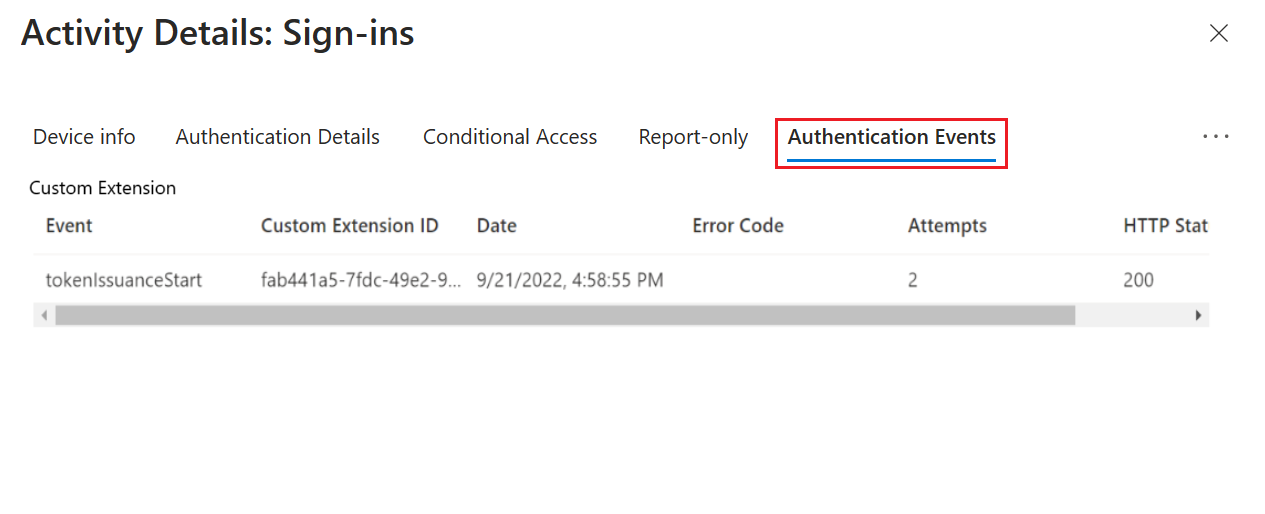 Activity Details: Sign-ins
Device info Authentication Details Conditional Access Report-only Authentication Events ...
Custom Extension
Event Custom Extension ID Date Error Code Attempts HTTP Stat
tokenIssuanceStart fab441a5-7fdc-49e2-9... 9/21/2022, 4:58:55 PM 2 200